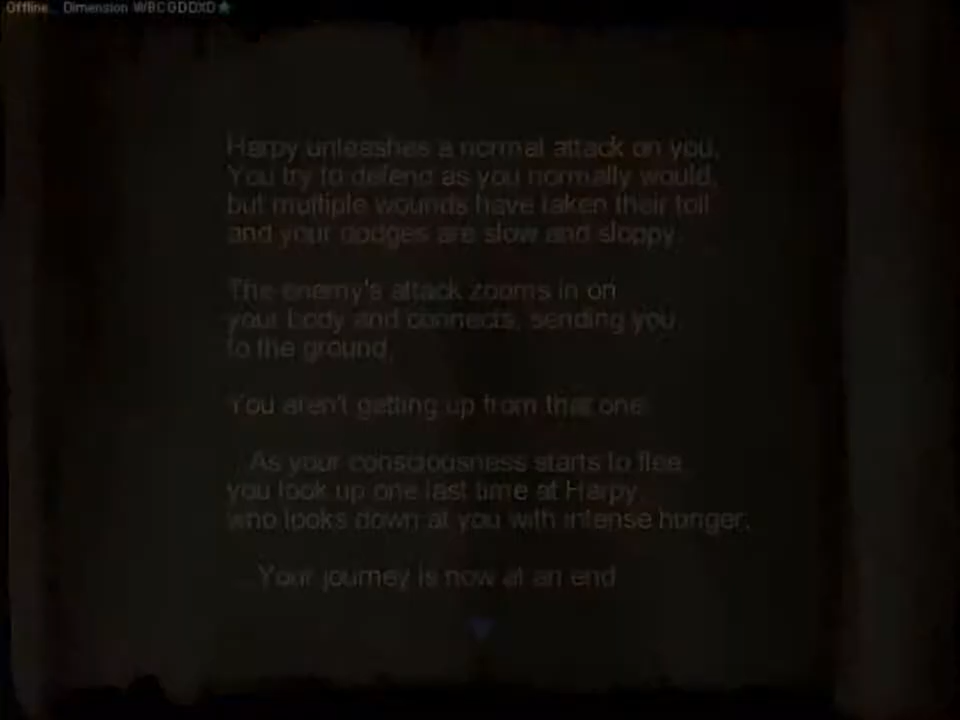 Offline... Dimension WBCGDDXD★
Harpy unleashes a normal attack on you.
You try to defend as you normally would,
but multiple wounds have taken their toll
and your dodges are slow and sloppy.
The enemy's attack zooms in on
your body and connects, sending you
to the ground.
You aren't getting up from that one.
...As your consciousness starts to flee,
you look up one last time at Harpy,
who looks down at you with intense hunger.
...Your journey is now at an end.